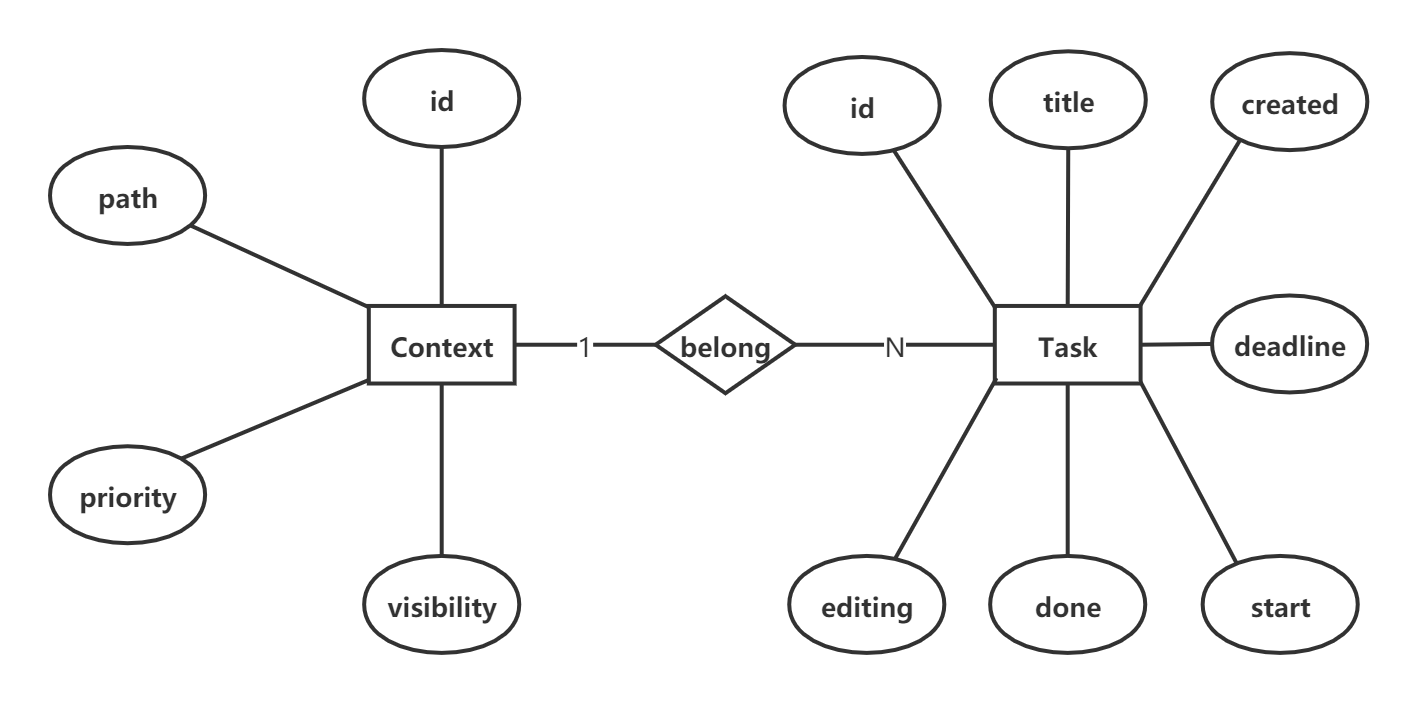 id
path
Context
priority
visibility
1
belong
N
id
title
created
Task
deadline
editing
done
start